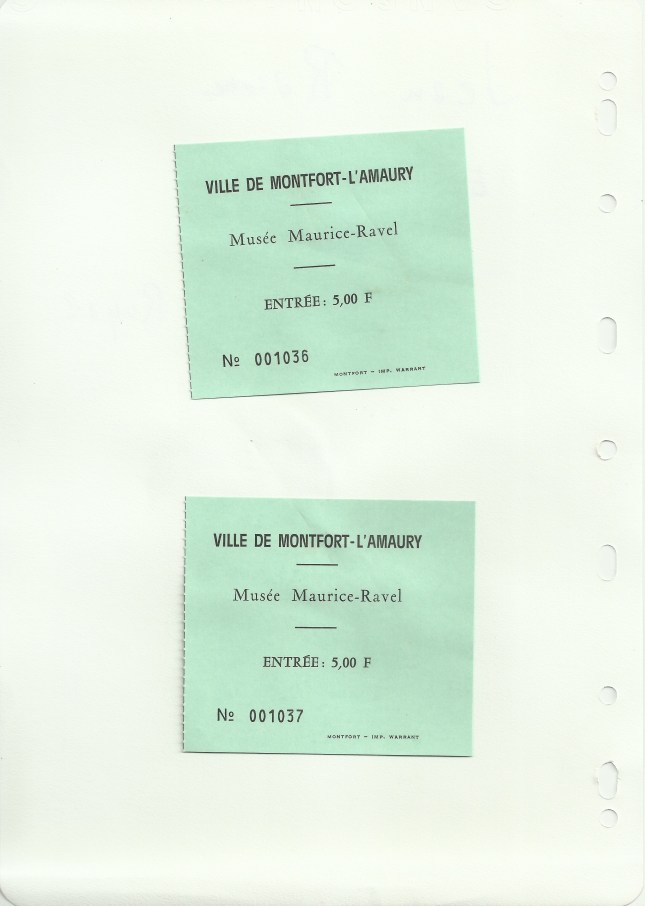 VILLE DE MONTFORT-L'AMAURY
Musée Maurice-Ravel
ENTRÉE: 5,00 F
Nº 001036
MONTFORT - IMP. WARRANT
VILLE DE MONTFORT-L'AMAURY
Musée Maurice-Ravel
ENTRÉE: 5,00 F
Nº 001037
MONTFORT - IMP. WARRANT